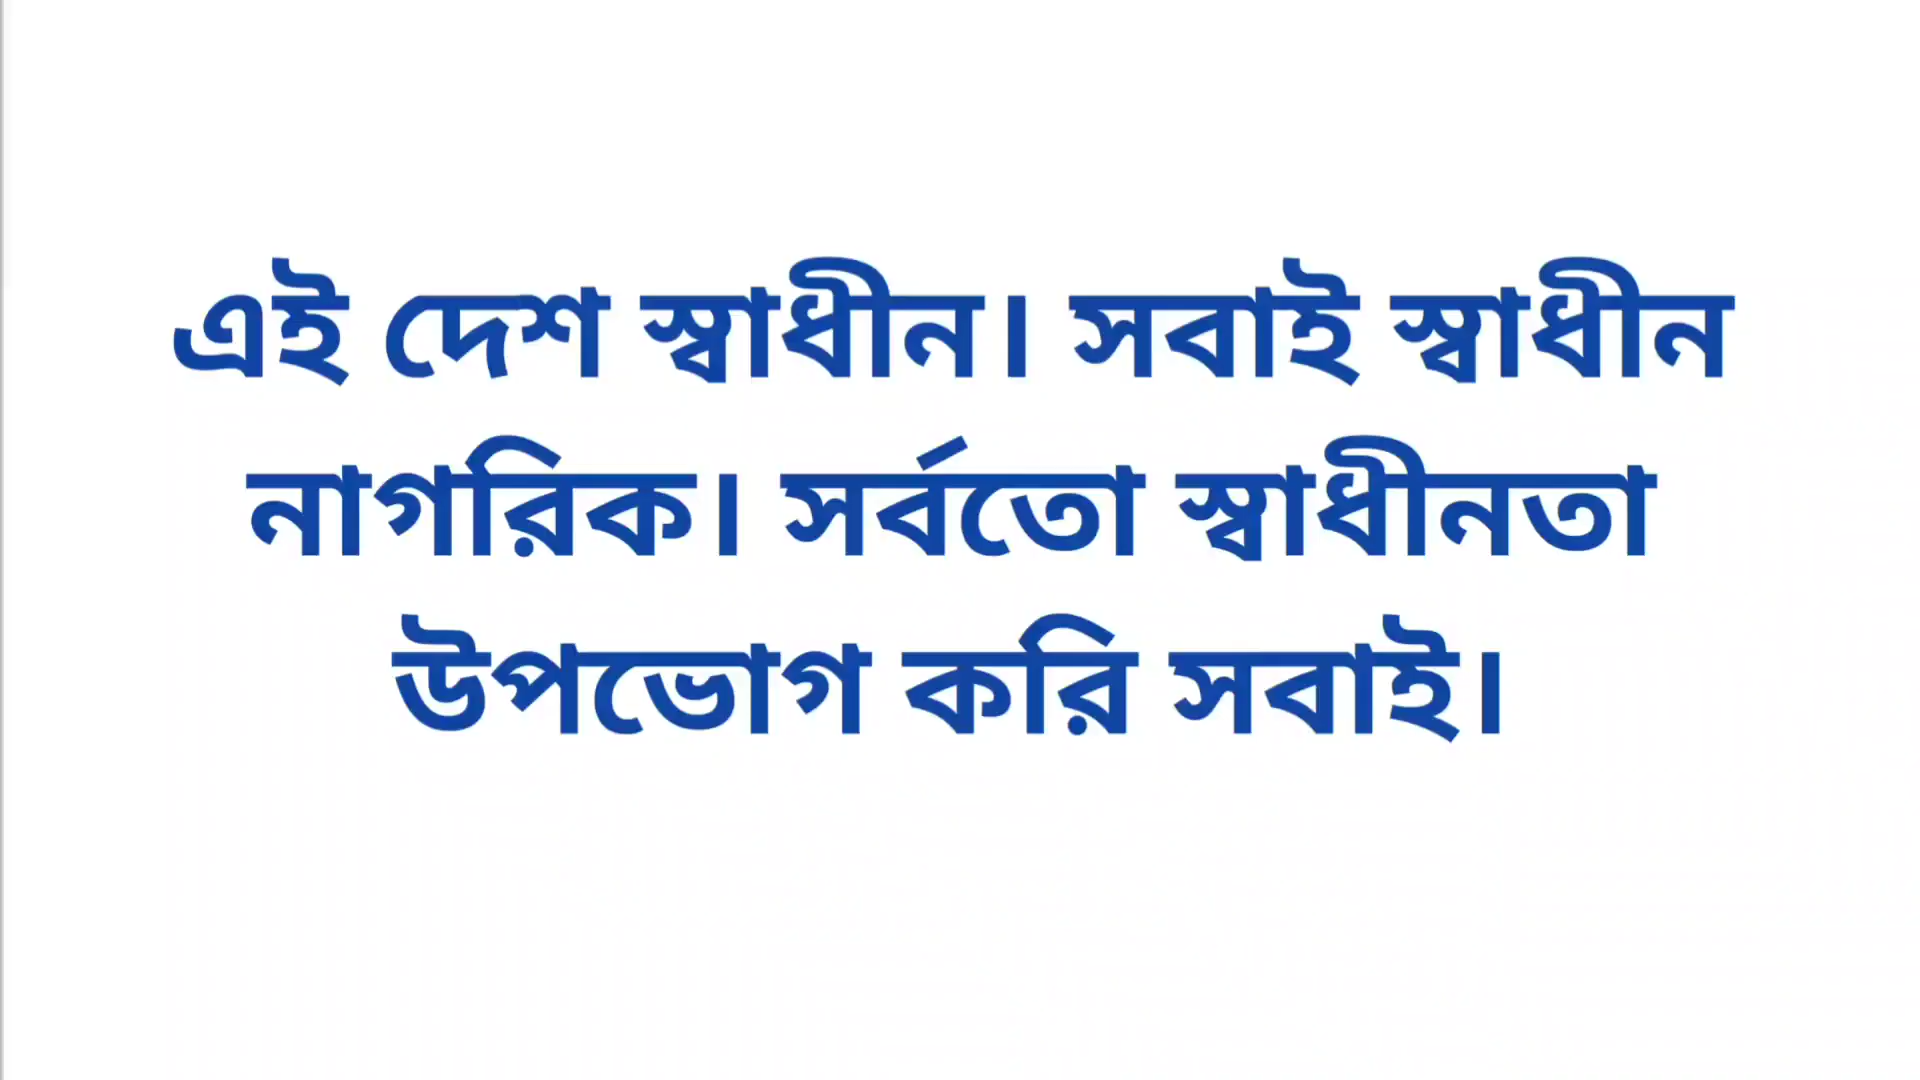 এই দেশ স্বাধীন। সবাই স্বাধীন
নাগরিক। সর্বতো স্বাধীনতা
উপভোগ করি সবাই।